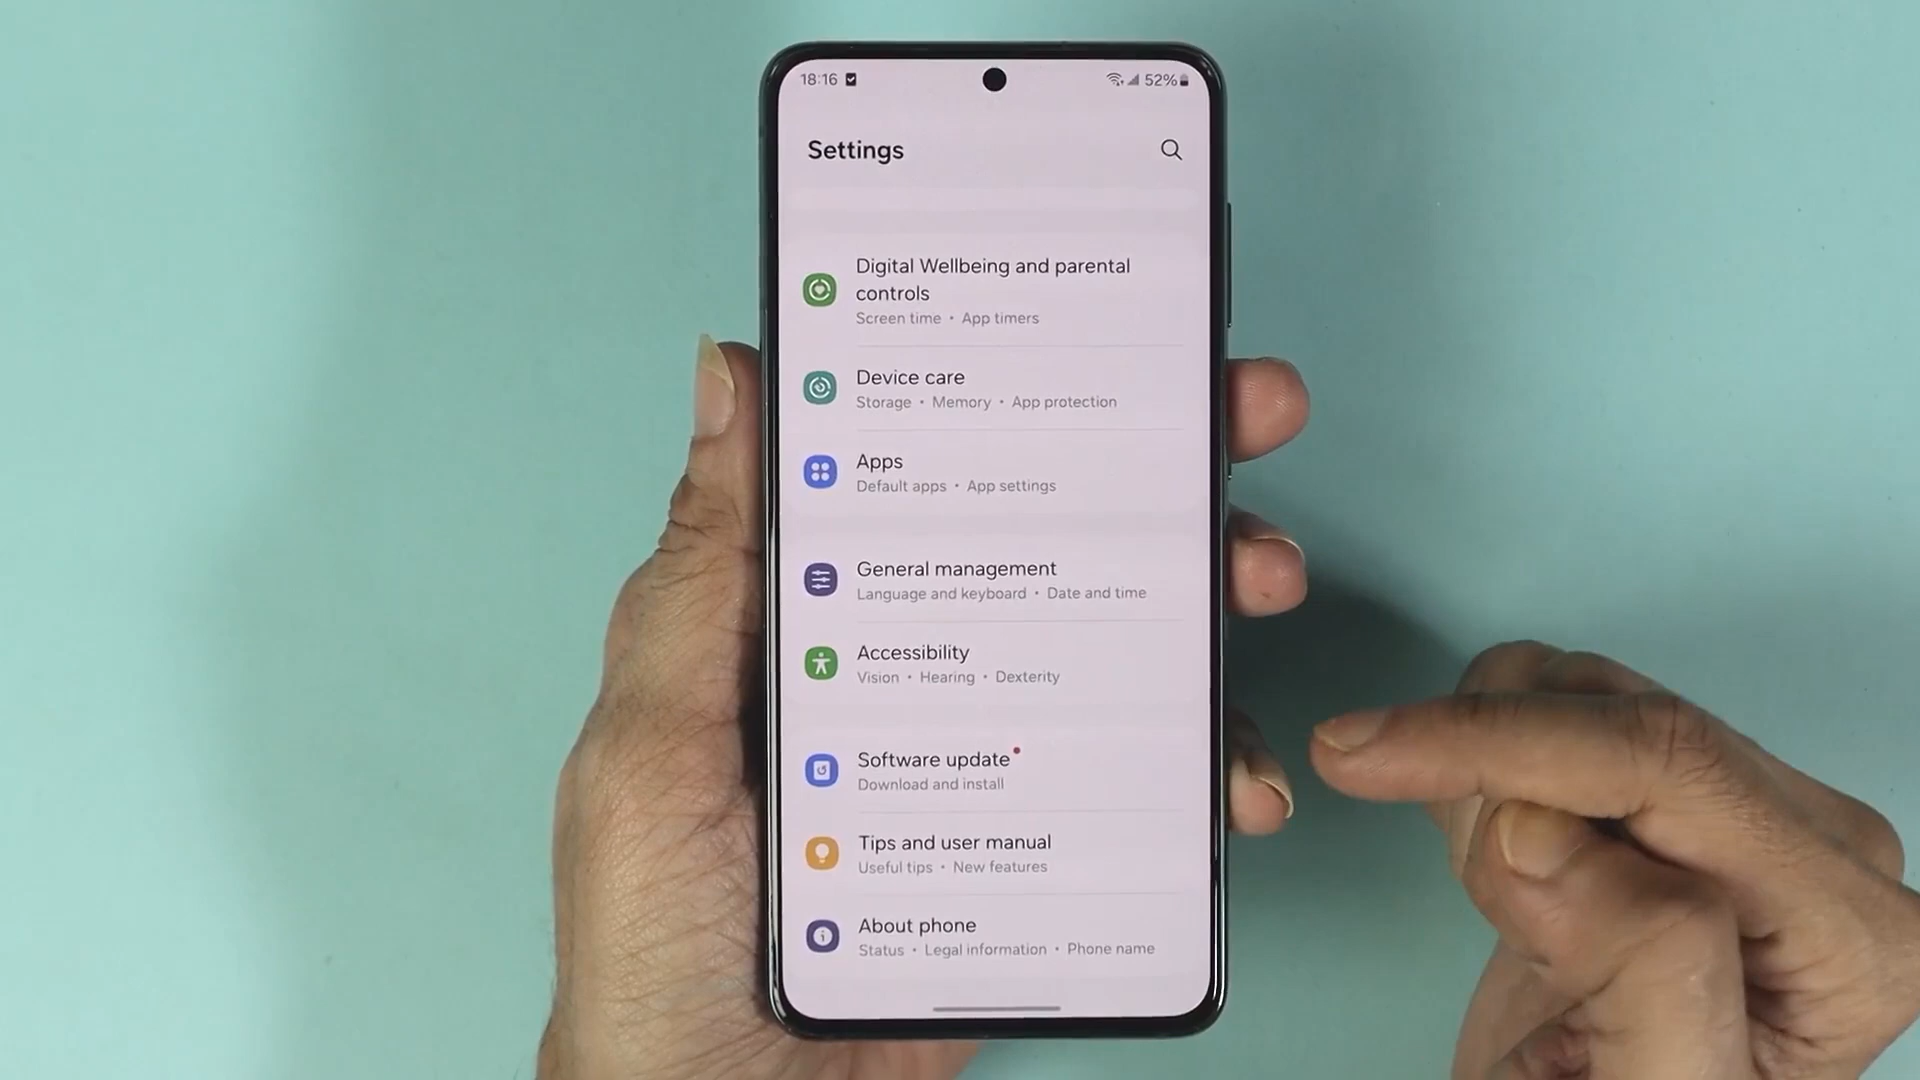 18:16
52%
Settings
Digital Wellbeing and parental
controls
Screen time • App timers
Device care
Storage • Memory • App protection
Apps
Default apps • App settings
General management
Language and keyboard • Date and time
Accessibility
Vision • Hearing • Dexterity
Software update
Download and install
Tips and user manual
Useful tips • New features
About phone
Status • Legal information • Phone name